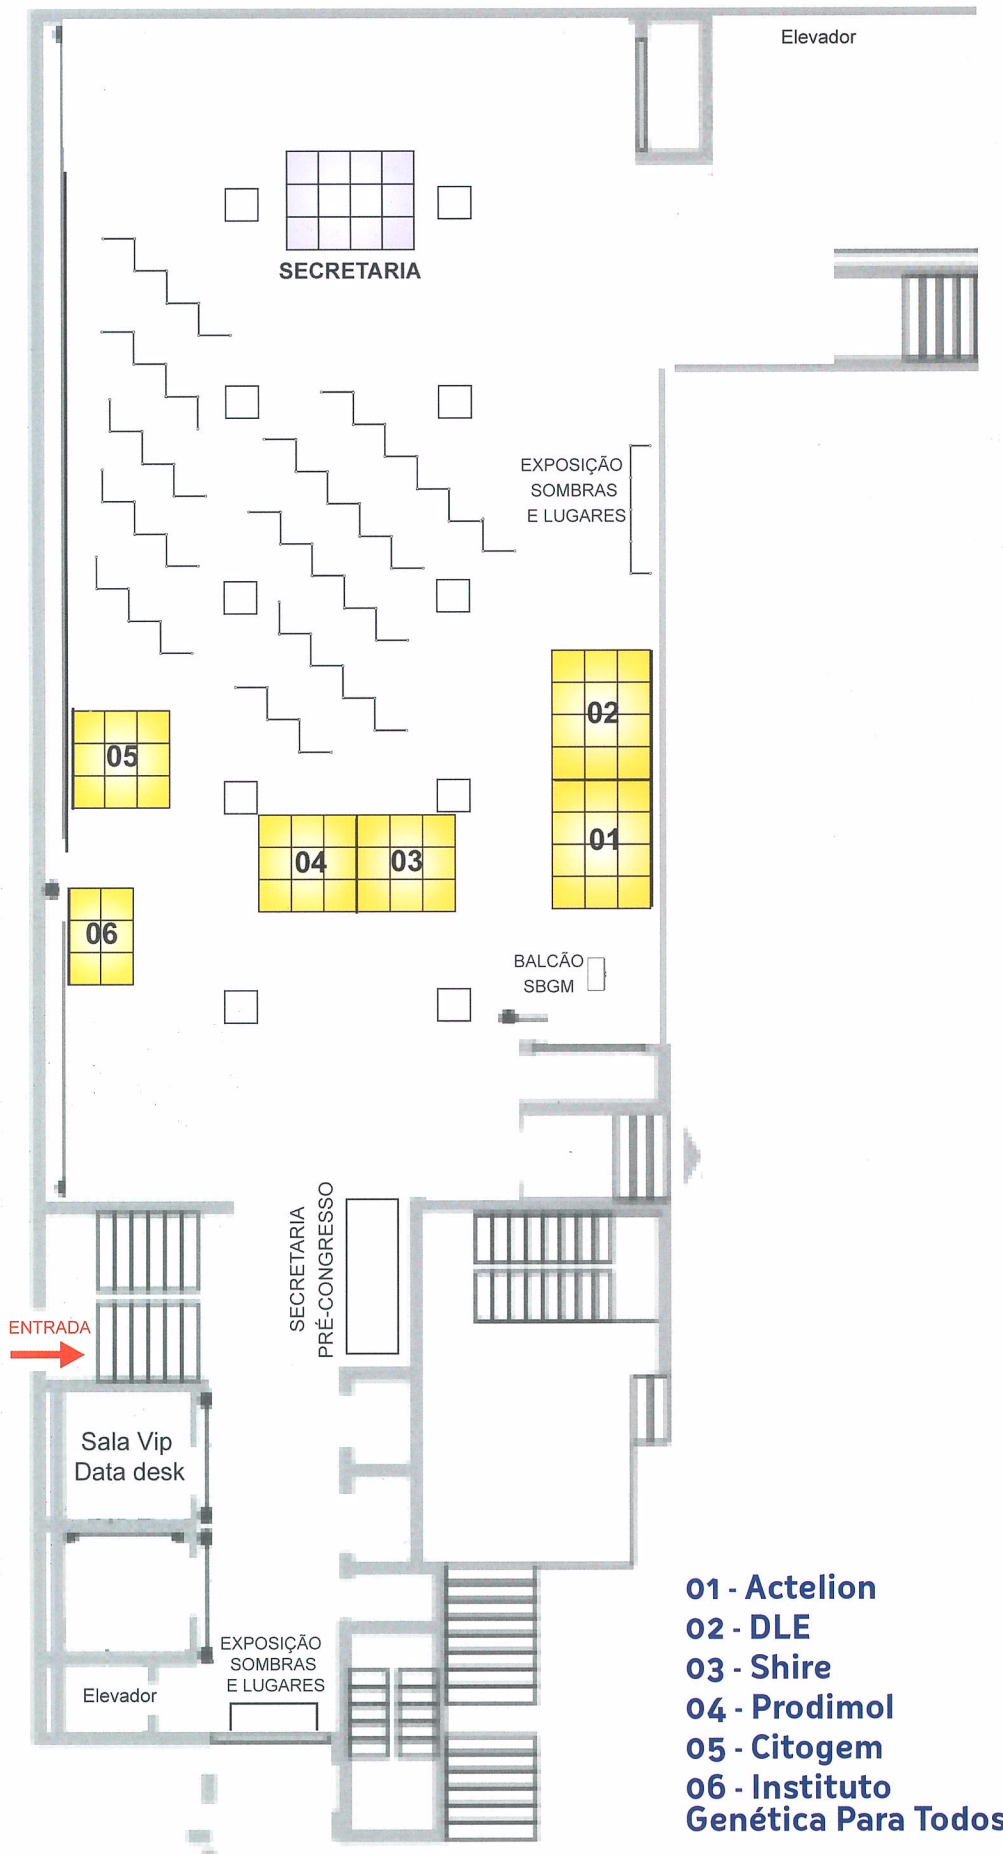 Elevador
SECRETARIA
EXPOSIÇÃO
SOMBRAS
E LUGARES
02
05
01
04
03
06
BALCÃO
SBGM
SECRETARIA
PRÉ-CONGRESSO
ENTRADA
Sala Vip
Data desk
EXPOSIÇÃO
SOMBRAS
E LUGARES
Elevador
01 - Actelion
02 - DLE
03 - Shire
04 - Prodimol
05 - Citogem
06 - Instituto
Genética Para Todos